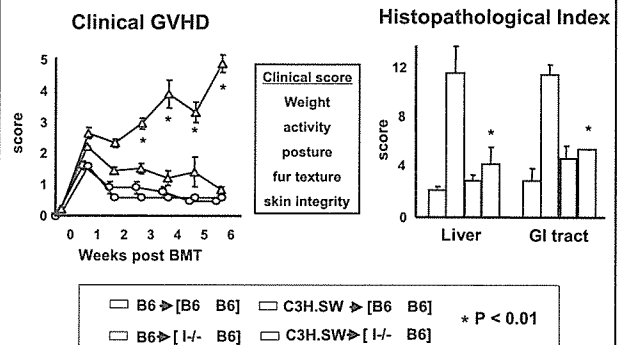 Clinical GVHD
Histopathological Index
score
5
4
3
2
1
0
*
*
*
*
0 1 2 3 4 5 6
Weeks post BMT
Clinical score
Weight
activity
posture
fur texture
skin integrity
score
12
8
4
0
*
*
Liver GI tract
B6 [B6 B6] C3H.SW [B6 B6]
B6 [ I-/- B6] C3H.SW [ I-/- B6]
* P < 0.01